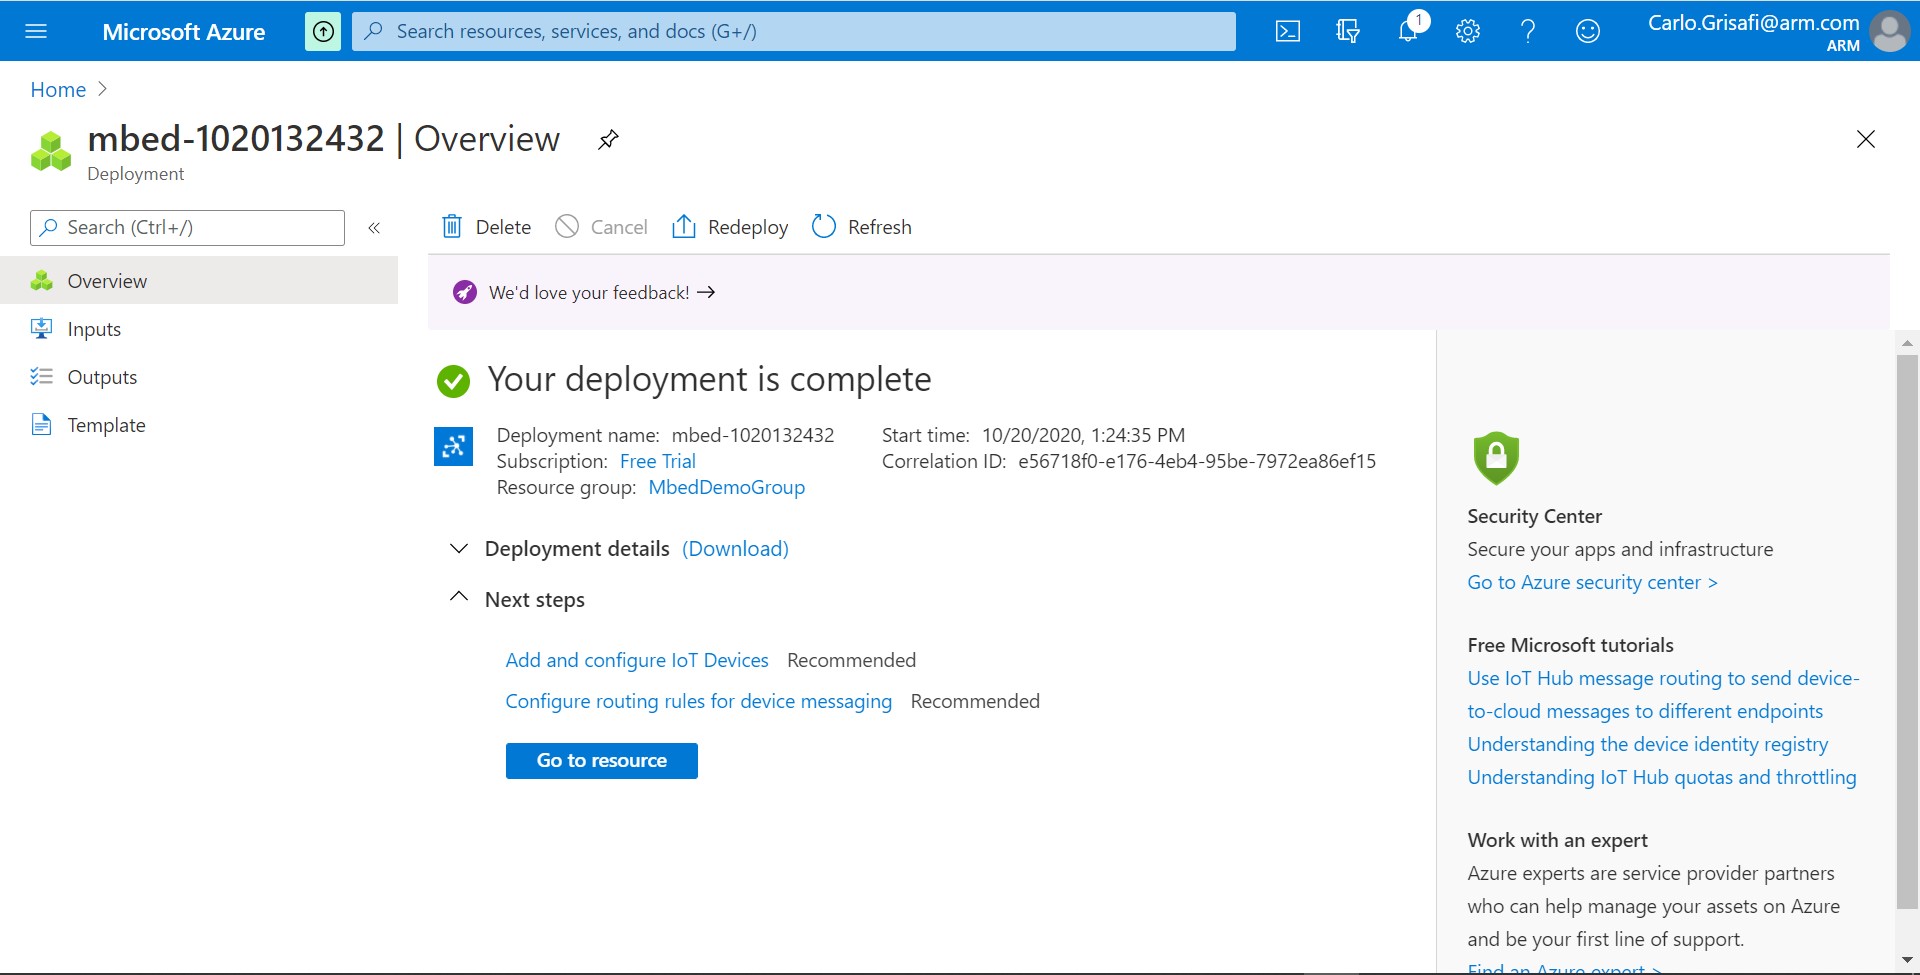 Microsoft Azure
Search resources, services, and docs (G+/)
1
Carlo.Grisafi@arm.com
ARM
Home
mbed-1020132432 | Overview
Deployment
Search (Ctrl+/)
«
Delete
Cancel
Redeploy
Refresh
Overview
Inputs
Outputs
Template
We'd love your feedback! →
Your deployment is complete
Deployment name: mbed-1020132432
Subscription: Free Trial
Resource group: MbedDemoGroup
Start time: 10/20/2020, 1:24:35 PM
Correlation ID: e56718f0-e176-4eb4-95be-7972ea86ef15
Deployment details (Download)
Next steps
Add and configure IoT Devices Recommended
Configure routing rules for device messaging Recommended
Go to resource
Security Center
Secure your apps and infrastructure
Go to Azure security center >
Free Microsoft tutorials
Use IoT Hub message routing to send device-
to-cloud messages to different endpoints
Understanding the device identity registry
Understanding IoT Hub quotas and throttling
Work with an expert
Azure experts are service provider partners
who can help manage your assets on Azure
and be your first line of support.
Find an Azure expert >